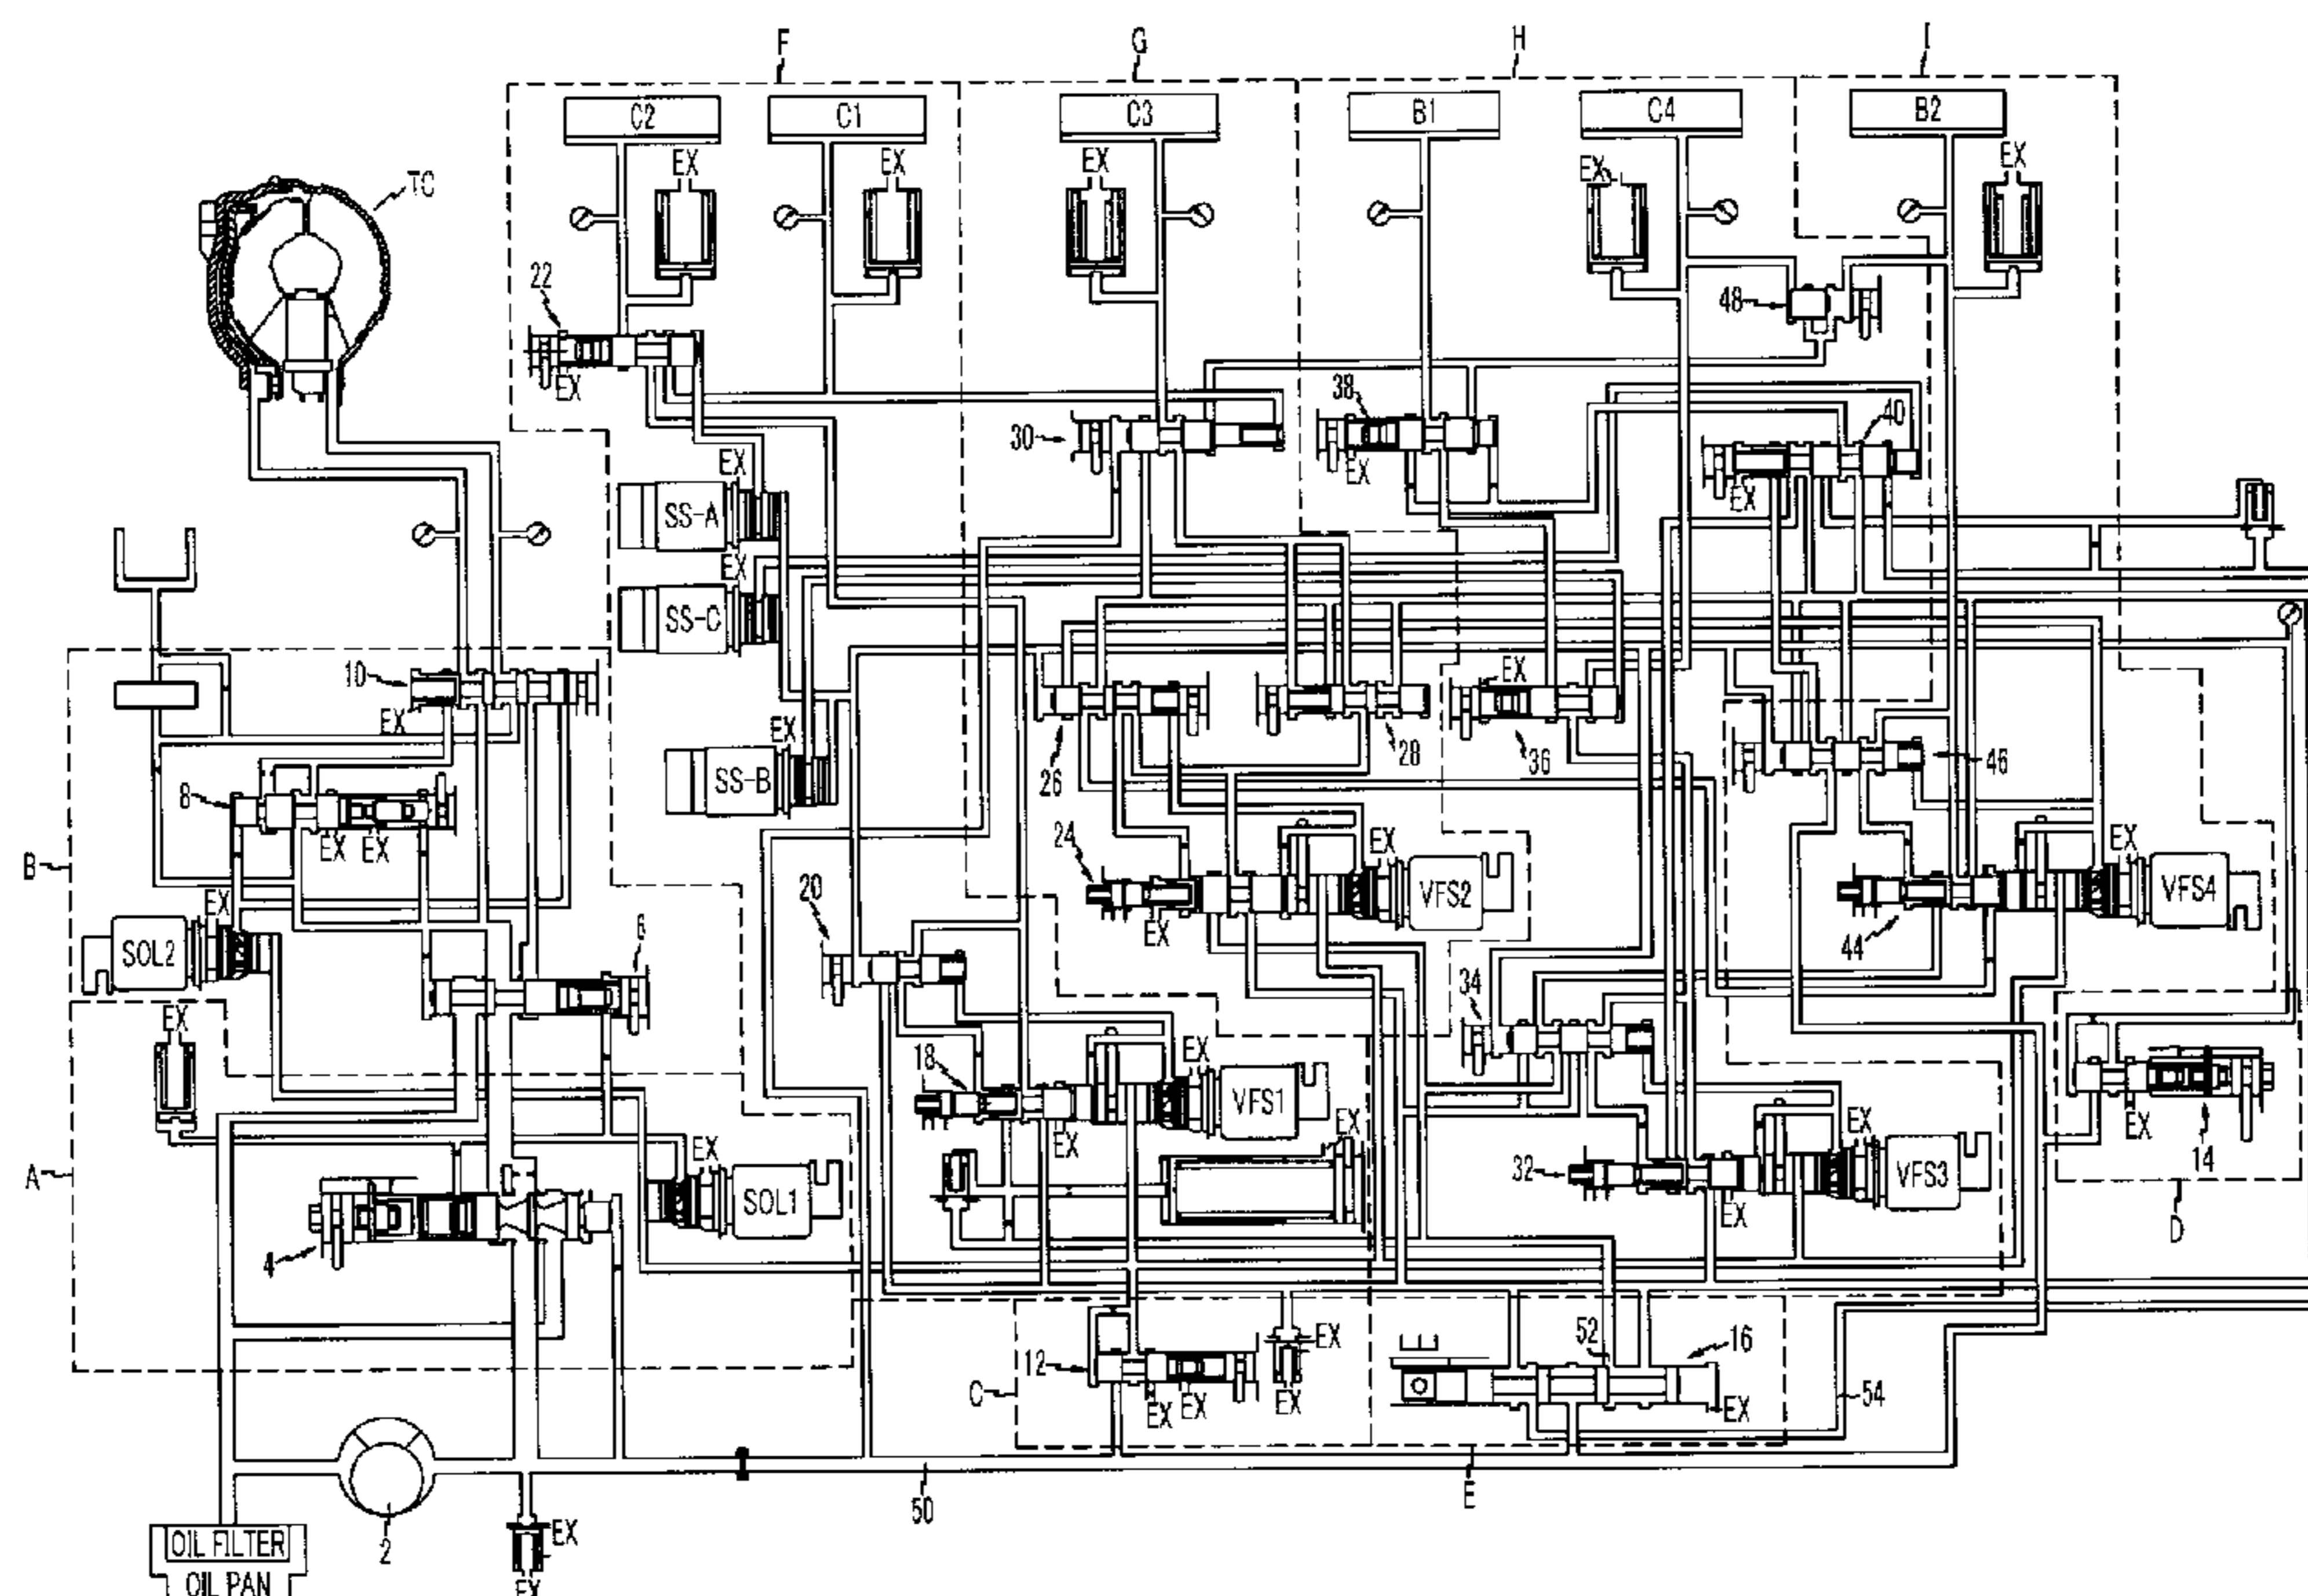 F
G
H
I
C2
C1
C3
B1
C4
B2
EX
EX
EX
EX
EX
TC
22
48
EX
30
38
EX
40
EX
SS-A
EX
SS-C
EX
10
EX
SS-B
EX
26
28
36
EX
46
8
EX
EX
B
SOL2
EX
6
20
24
EX
EX
VFS2
44
EX
VFS4
34
A
EX
18
EX
VFS1
EX
EX
32
EX
VFS3
EX
EX
14
D
4
EX
SOL1
12
C
EX
EX
EX
EX
52
16
EX
54
E
50
2
OIL FILTER
OIL PAN
EX
EX